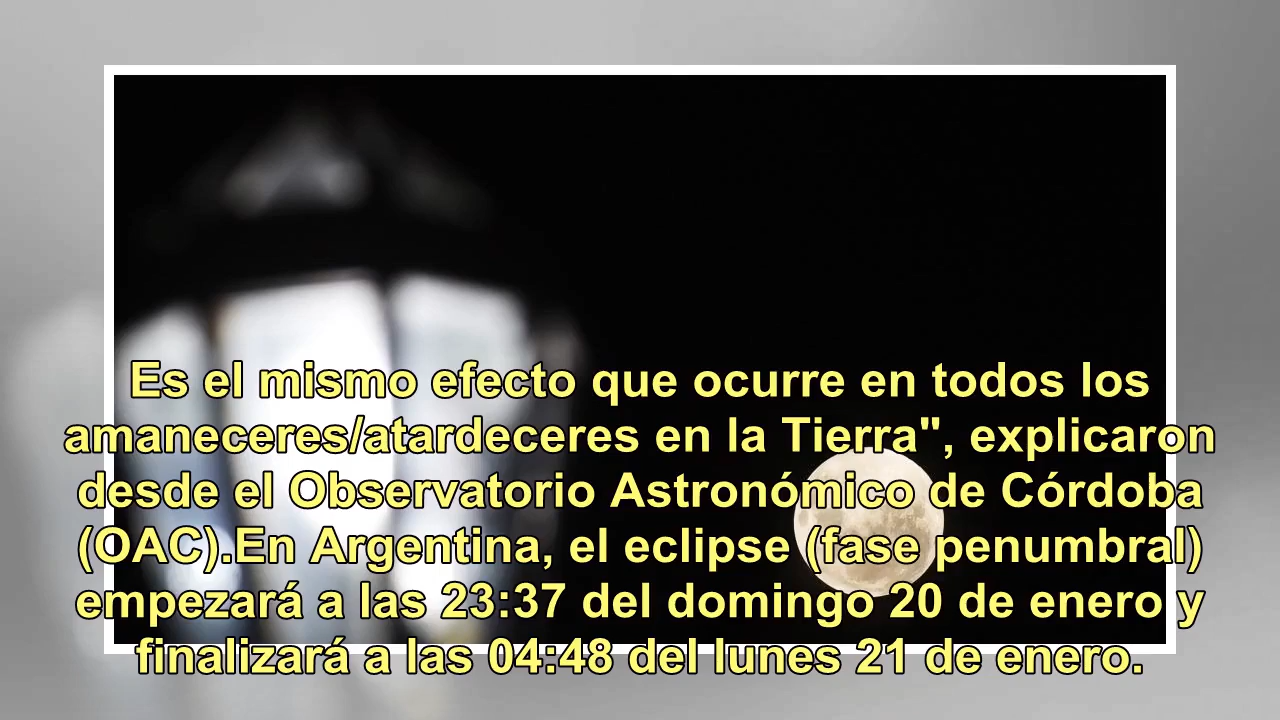 Es el mismo efecto que ocurre en todos los
amaneceres/atardeceres en la Tierra", explicaron
desde el Observatorio Astronómico de Córdoba
(OAC).En Argentina, el eclipse (fase penumbral)
empezará a las 23:37 del domingo 20 de enero y
finalizará a las 04:48 del lunes 21 de enero.